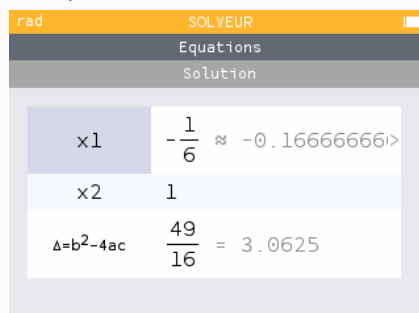 rad SOLVEUR
Equations
Solution
x1 -1/6 ≈ -0.16666666>
x2 1
Δ=b²-4ac 49/16 = 3.0625